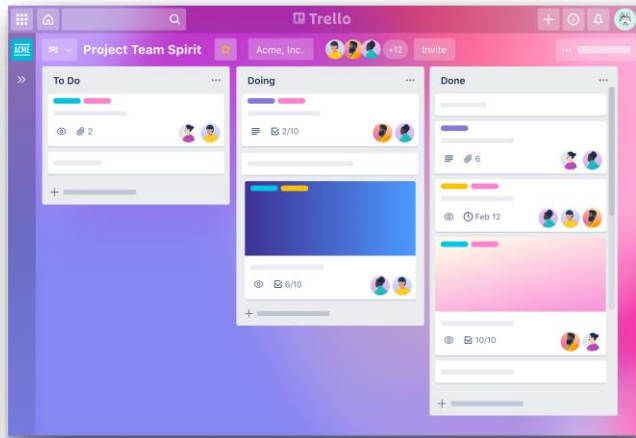 Trello
ACME
Project Team Spirit
Acme, Inc.
+12
Invite
To Do
2
Doing
2/10
6/10
Done
6
Feb 12
10/10